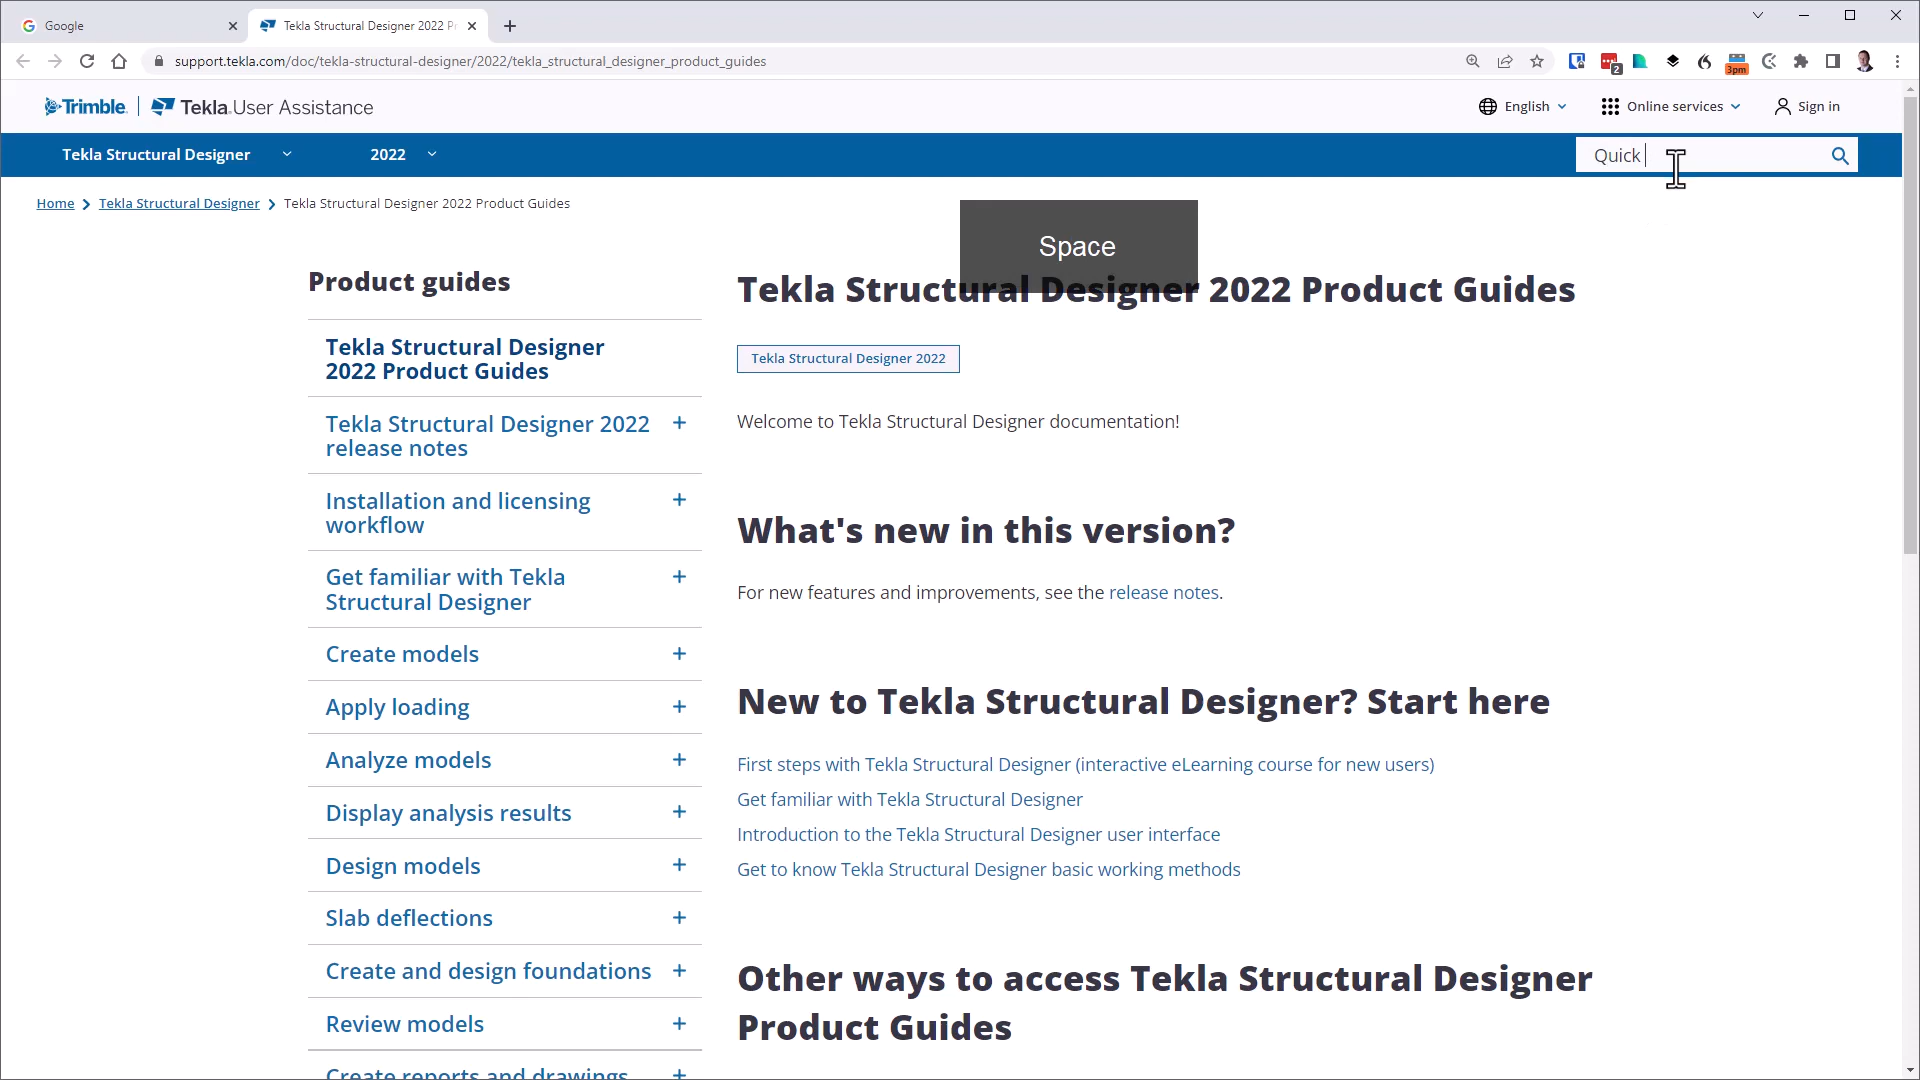 Google
Tekla Structural Designer 2022 Pr
support.tekla.com/doc/tekla-structural-designer/2022/tekla_structural_designer_product_guides
2
3pm
Trimble
Tekla User Assistance
English
Online services
Sign in
Tekla Structural Designer
2022
Quick
Home
Tekla Structural Designer
Tekla Structural Designer 2022 Product Guides
Space
Product guides
Tekla Structural Designer
2022 Product Guides
Tekla Structural Designer 2022
release notes
Installation and licensing
workflow
Get familiar with Tekla
Structural Designer
Create models
Apply loading
Analyze models
Display analysis results
Design models
Slab deflections
Create and design foundations
Review models
Create reports and drawings
Tekla Structural Designer 2022 Product Guides
Tekla Structural Designer 2022
Welcome to Tekla Structural Designer documentation!
What's new in this version?
For new features and improvements, see the release notes.
New to Tekla Structural Designer? Start here
First steps with Tekla Structural Designer (interactive eLearning course for new users)
Get familiar with Tekla Structural Designer
Introduction to the Tekla Structural Designer user interface
Get to know Tekla Structural Designer basic working methods
Other ways to access Tekla Structural Designer
Product Guides